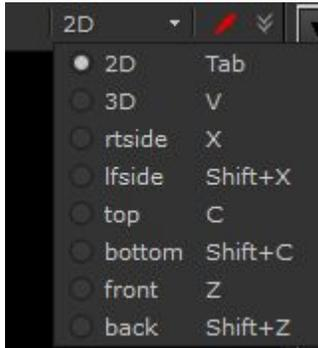 2D
2D Tab
3D V
rtside X
lfside Shift+X
top C
bottom Shift+C
front Z
back Shift+Z